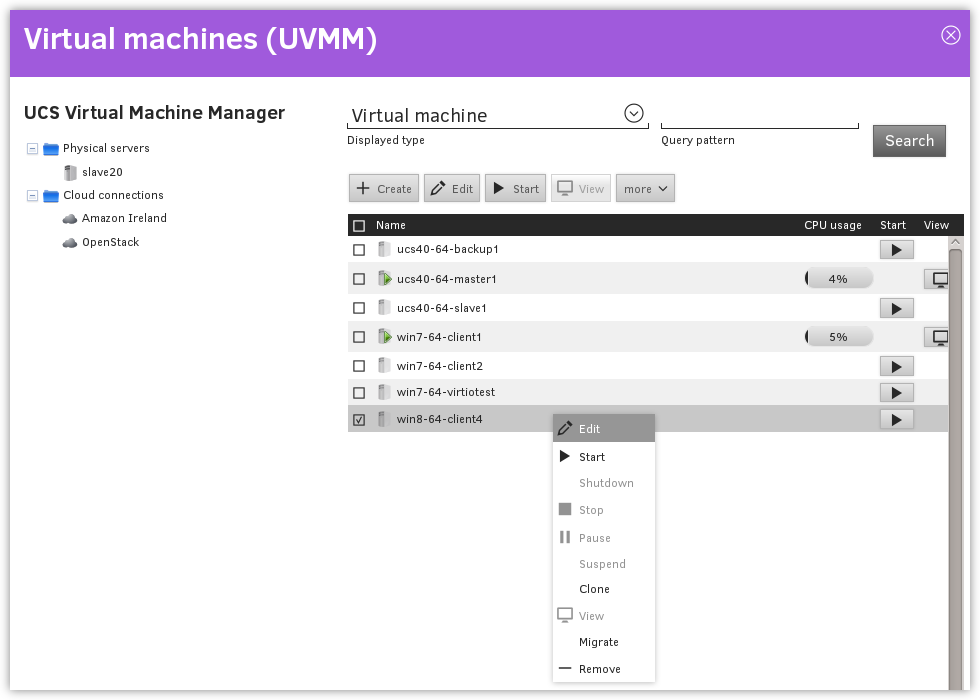 Virtual machines (UVMM)
UCS Virtual Machine Manager
Physical servers
slave20
Cloud connections
Amazon Ireland
OpenStack
Virtual machine
Displayed type
Query pattern
Search
Create Edit Start View more
Name CPU usage Start View
ucs40-64-backup1
ucs40-64-master1 4%
ucs40-64-slave1
win7-64-client1 5%
win7-64-client2
win7-64-virtiotest
win8-64-client4
Edit
Start
Shutdown
Stop
Pause
Suspend
Clone
View
Migrate
Remove